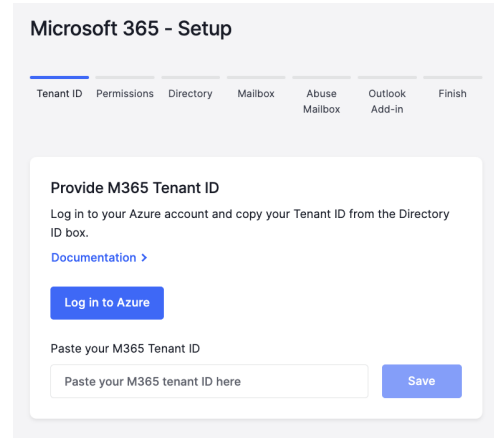 Microsoft 365 - Setup
Tenant ID Permissions Directory Mailbox Abuse Mailbox Outlook Add-in Finish
Provide M365 Tenant ID
Log in to your Azure account and copy your Tenant ID from the Directory
ID box.
Documentation >
Log in to Azure
Paste your M365 Tenant ID
Paste your M365 tenant ID here
Save